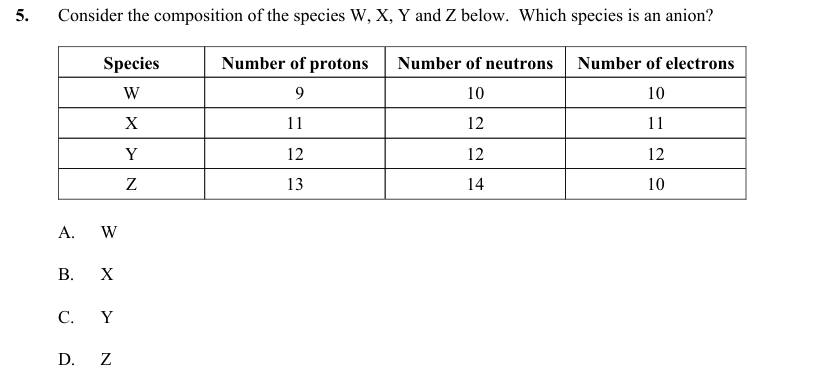 5. Consider the composition of the species W, X, Y and Z below. Which species is an anion?
Species Number of protons Number of neutrons Number of electrons
W 9 10 10
X 11 12 11
Y 12 12 12
Z 13 14 10
A. W
B. X
C. Y
D. Z